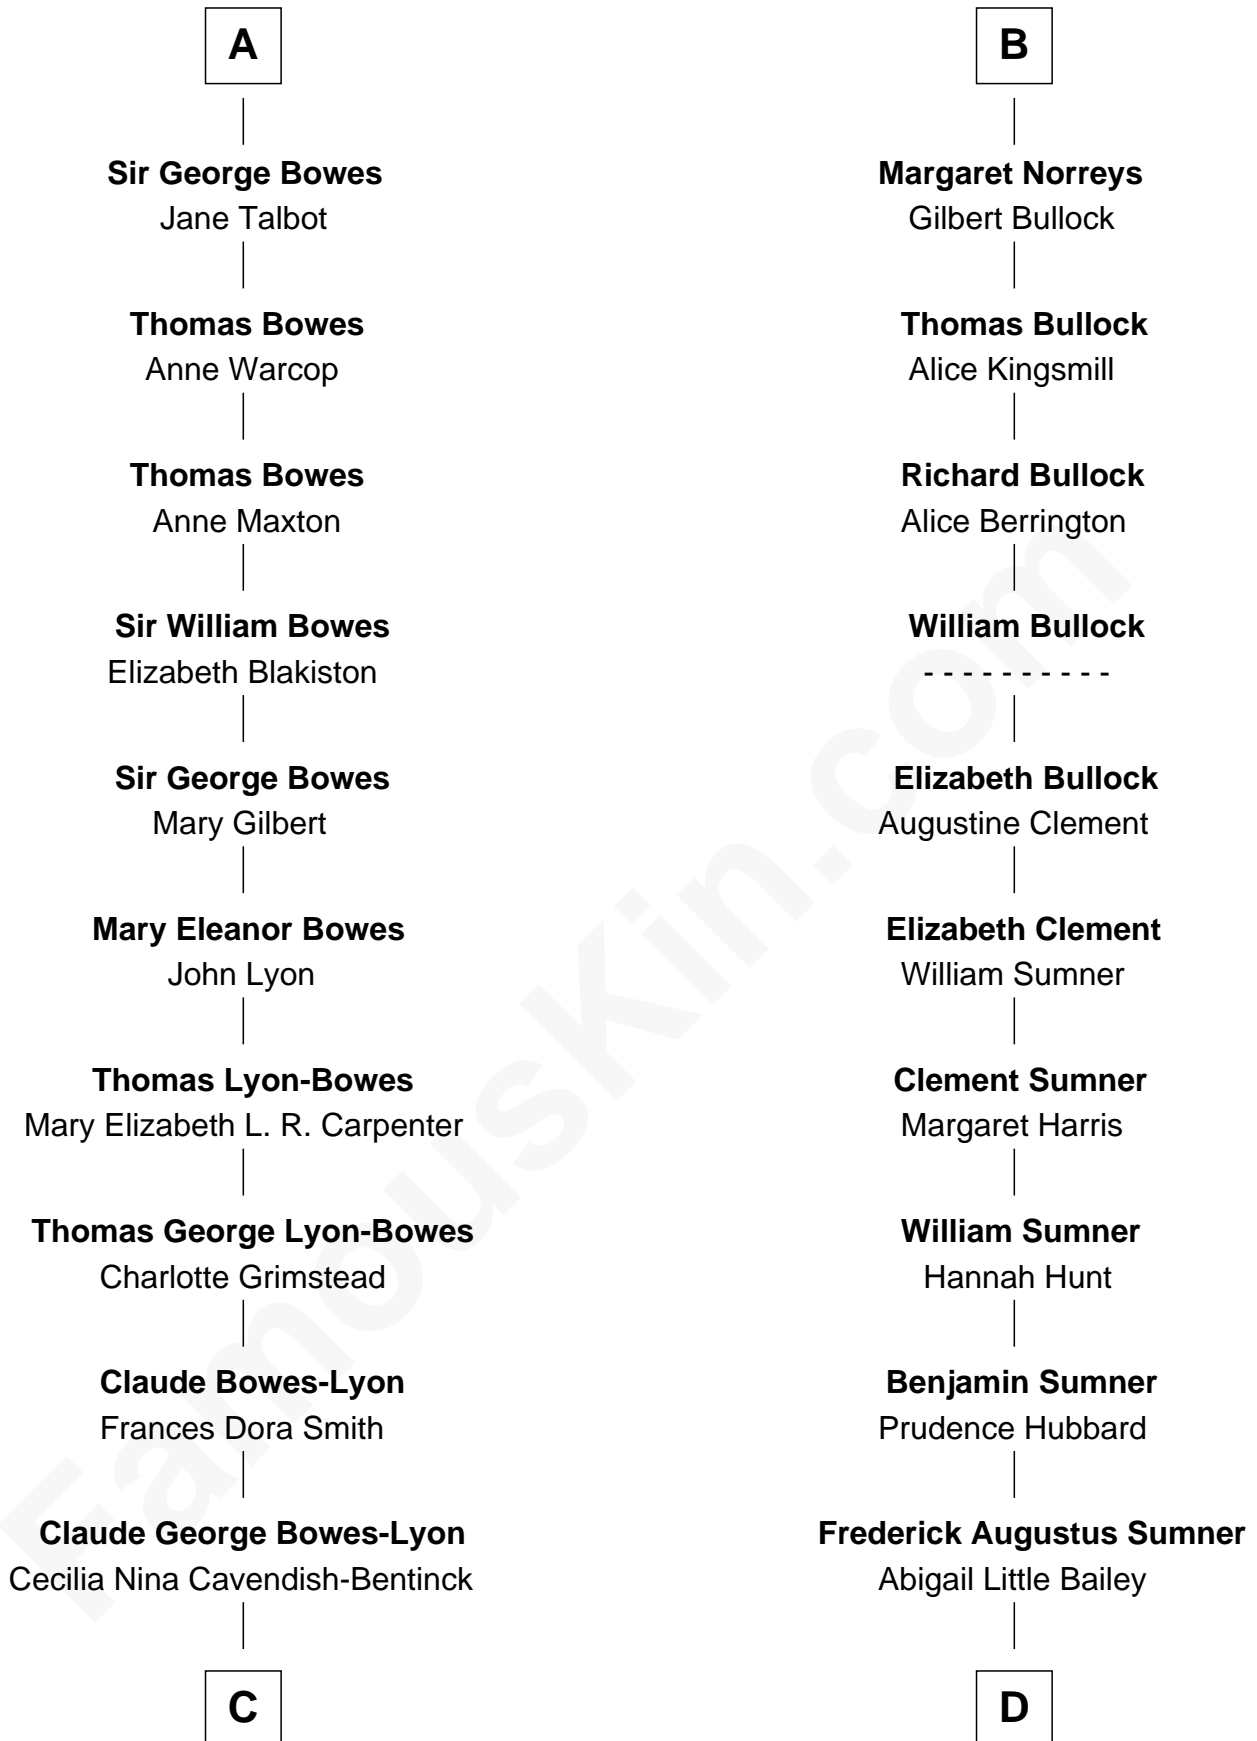 A
Sir George Bowes
Jane Talbot
Thomas Bowes
Anne Warcop
Thomas Bowes
Anne Maxton
Sir William Bowes
Elizabeth Blakiston
Sir George Bowes
Mary Gilbert
Mary Eleanor Bowes
John Lyon
Thomas Lyon-Bowes
Mary Elizabeth L. R. Carpenter
Thomas George Lyon-Bowes
Charlotte Grimstead
Claude Bowes-Lyon
Frances Dora Smith
Claude George Bowes-Lyon
Cecilia Nina Cavendish-Bentinck
C
B
Margaret Norreys
Gilbert Bullock
Thomas Bullock
Alice Kingsmill
Richard Bullock
Alice Berrington
William Bullock
- - - - - - - - - -
Elizabeth Bullock
Augustine Clement
Elizabeth Clement
William Sumner
Clement Sumner
Margaret Harris
William Sumner
Hannah Hunt
Benjamin Sumner
Prudence Hubbard
Frederick Augustus Sumner
Abigail Little Bailey
D
FamousKin.com